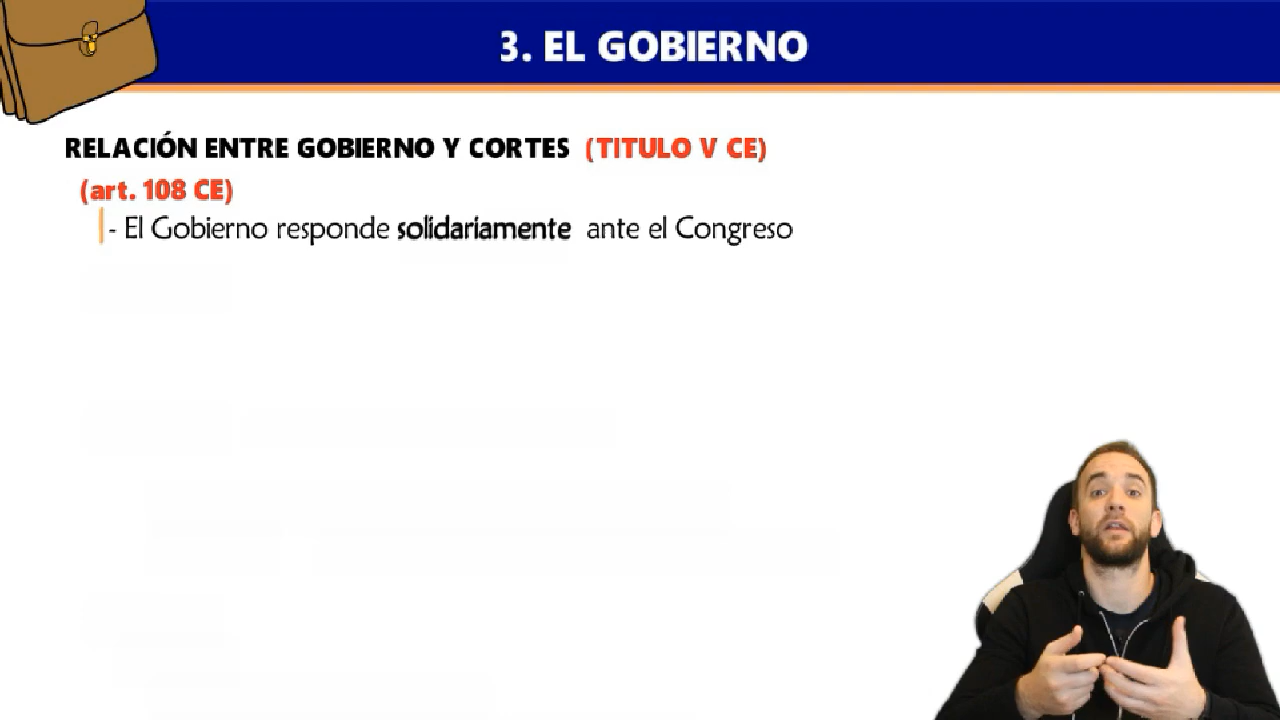 3. EL GOBIERNO
RELACIÓN ENTRE GOBIERNO Y CORTES (TITULO V CE)
(art. 108 CE)
- El Gobierno responde solidariamente ante el Congreso